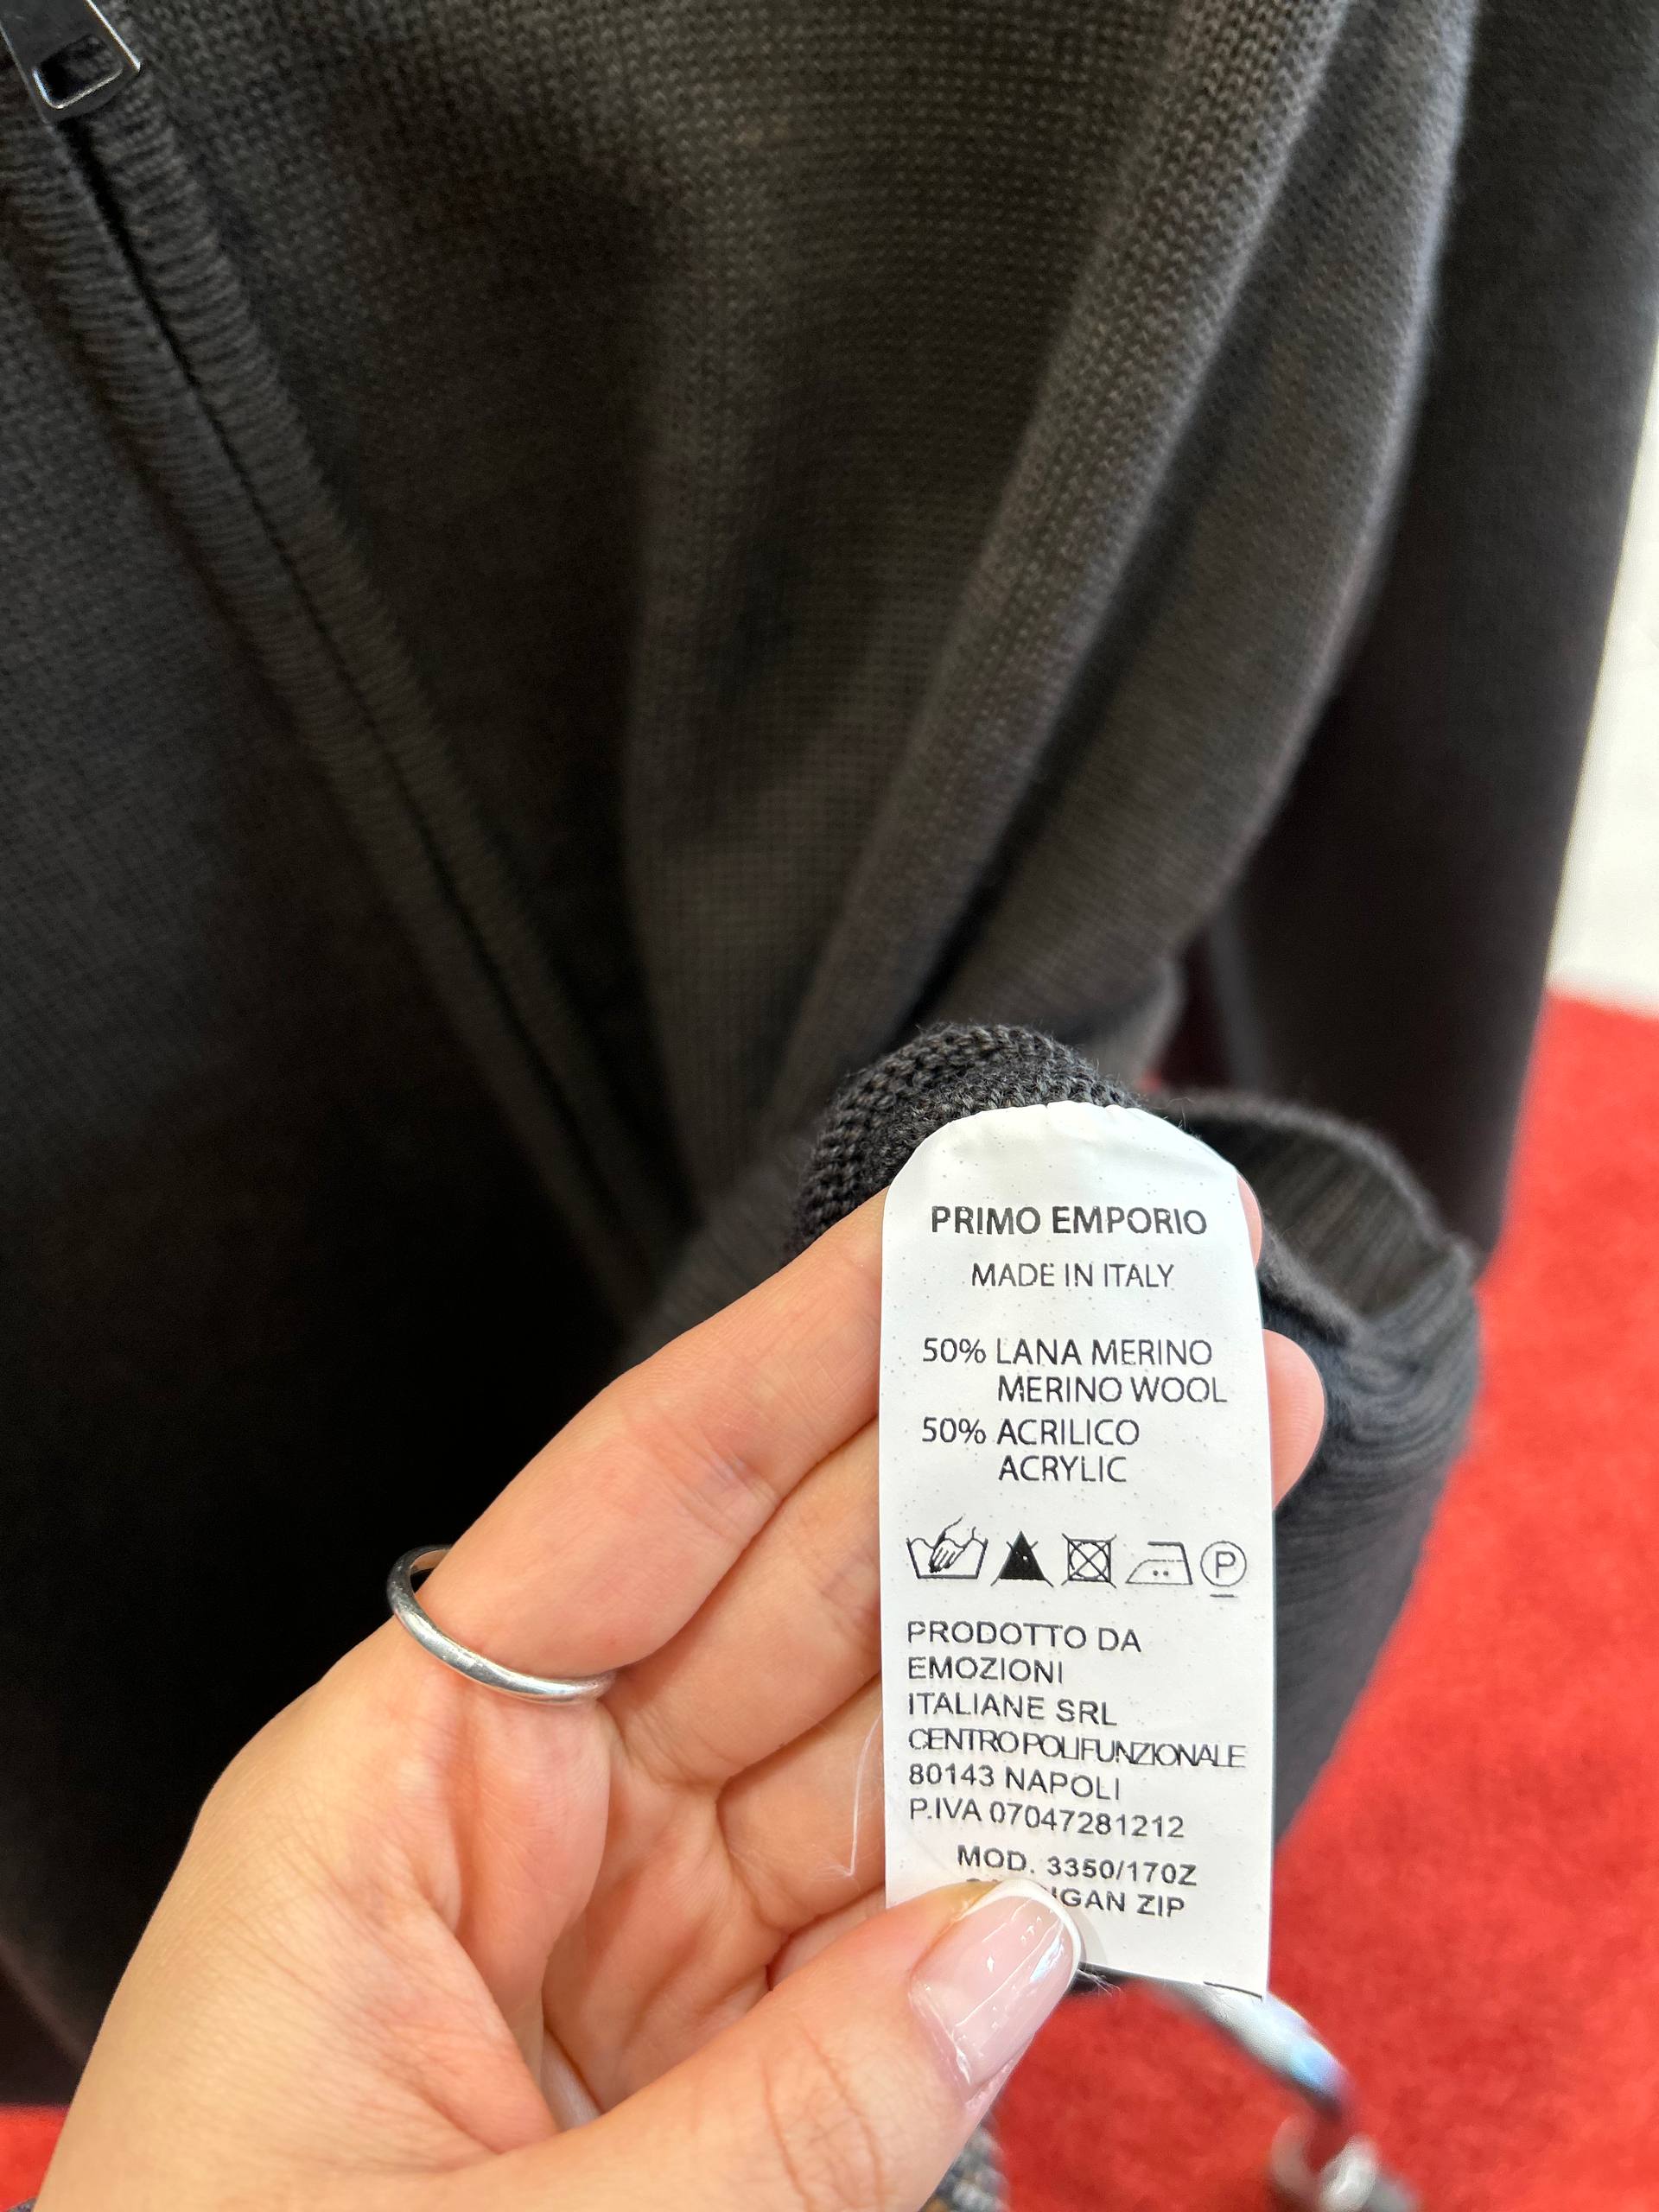 PRIMO EMPORIO
MADE IN ITALY
50% LANA MERINO
MERINO WOOL
50% ACRILICO
ACRYLIC
P
PRODOTTO DA
EMOZIONI
ITALIANE SRL
CENTRO POLIFUNZIONALE
80143 NAPOLI
P.IVA 07047281212
MOD. 3350/170Z
ZIP